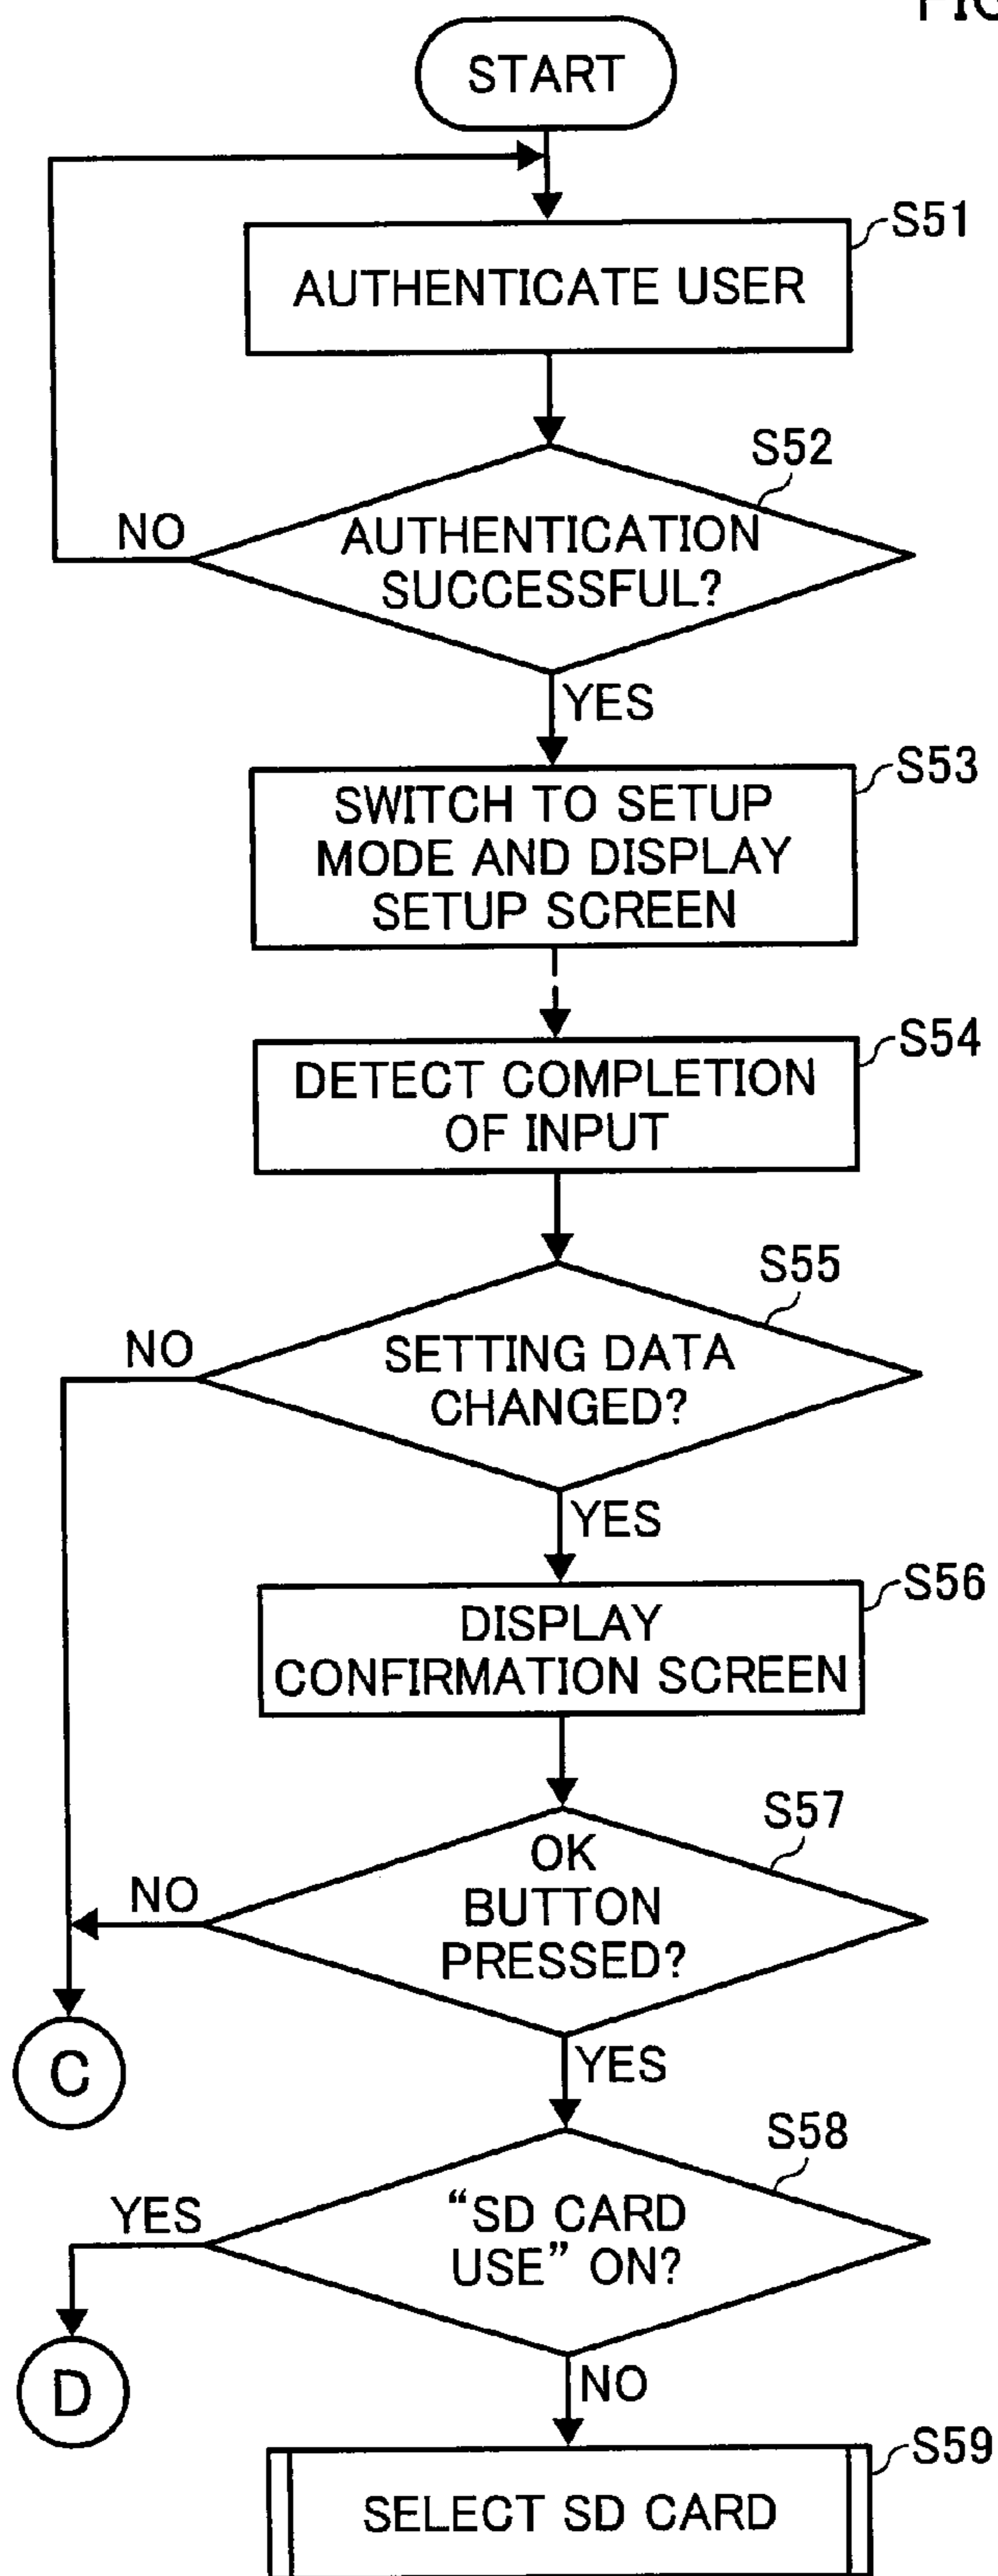 FIG
START
S51
AUTHENTICATE USER
S52
NO
AUTHENTICATION
SUCCESSFUL?
YES
S53
SWITCH TO SETUP
MODE AND DISPLAY
SETUP SCREEN
S54
DETECT COMPLETION
OF INPUT
S55
NO
SETTING DATA
CHANGED?
YES
S56
DISPLAY
CONFIRMATION SCREEN
S57
OK
NO
BUTTON
PRESSED?
C
YES
S58
YES
“SD CARD
USE” ON?
D
NO
S59
SELECT SD CARD